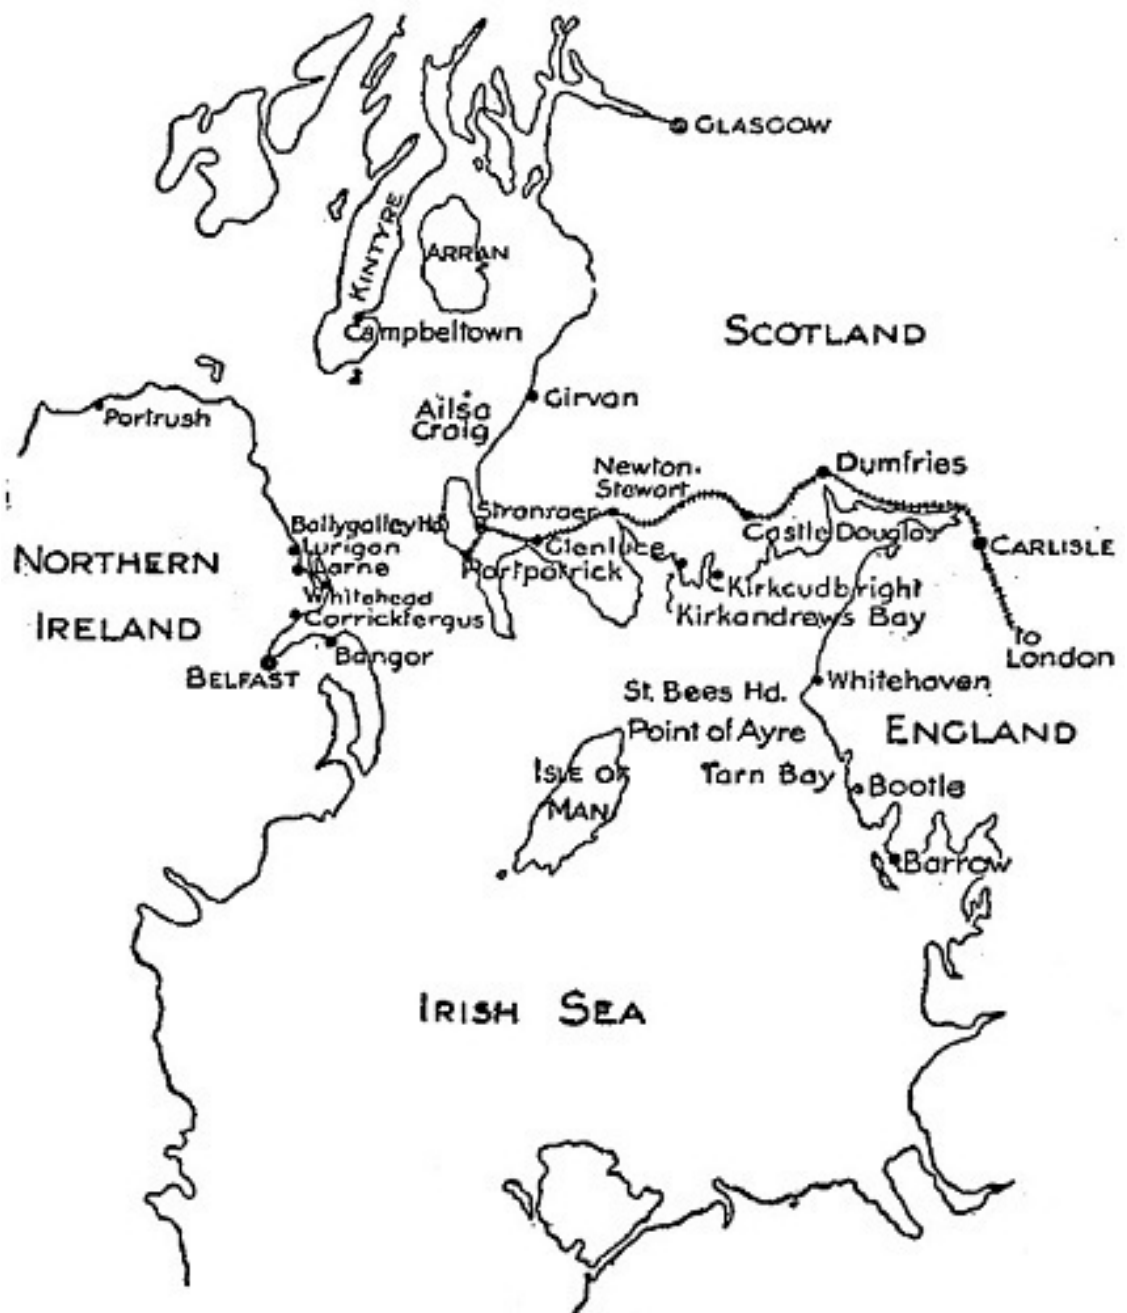 GLASGOW
KINTYRE
ARRAN
SCOTLAND
Campbeltown
Girvan
Ailsa
Craig
Portrush
Newton-
Stewart
Dumfries
Stranraer
Ballygalley Hd.
Castle Douglas
Lurigan
Glenluce
CARLISLE
NORTHERN
IRELAND
Larne
Portpatrick
Whitehead
Kirkcudbright
Carrickfergus
Kirkandrews Bay
to
London
Bangor
BELFAST
Whitehaven
St. Bees Hd.
Point of Ayre
ENGLAND
ISLE OF
MAN
Tarn Bay
Bootle
Barrow
IRISH SEA